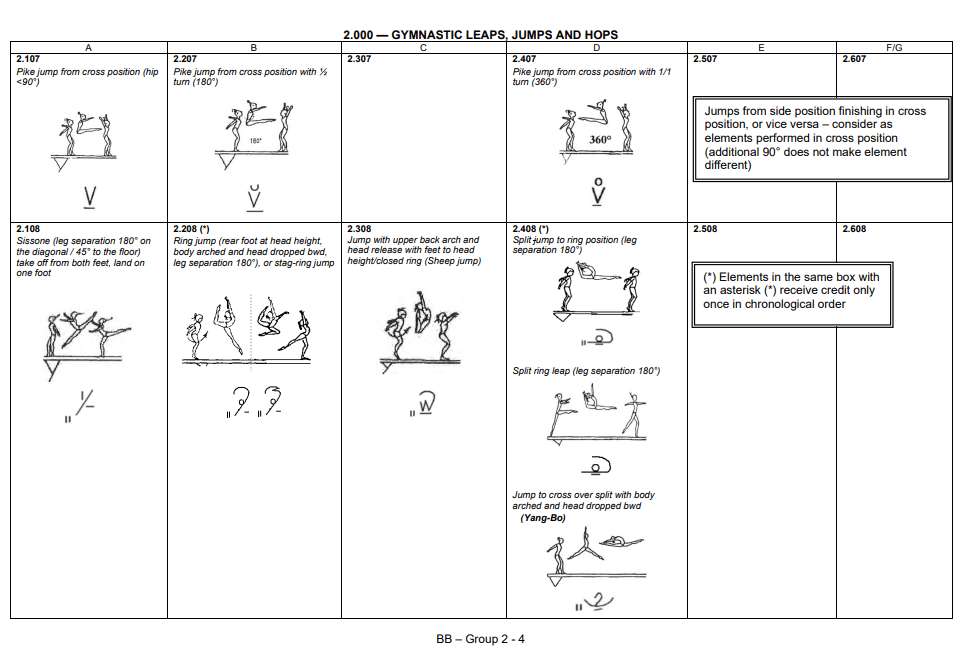 2.000 — GYMNASTIC LEAPS, JUMPS AND HOPS
A B C D E F/G
2.107
Pike jump from cross position (hip
<90°)
2.207
Pike jump from cross position with ½
turn (180°)
180°
2.307
2.407
Pike jump from cross position with 1/1
turn (360°)
360°
2.507
2.607
Jumps from side position finishing in cross
position, or vice versa – consider as
elements performed in cross position
(additional 90° does not make element
different)
2.108
Sissone (leg separation 180° on
the diagonal / 45° to the floor)
take off from both feet, land on
one foot
2.208 (*)
Ring jump (rear foot at head height,
body arched and head dropped bwd,
leg separation 180°), or stag-ring jump
2.308
Jump with upper back arch and
head release with feet to head
height/closed ring (Sheep jump)
2.408 (*)
Split jump to ring position (leg
separation 180°)
Split ring leap (leg separation 180°)
Jump to cross over split with body
arched and head dropped bwd
(Yang-Bo)
2.508
2.608
(*) Elements in the same box with
an asterisk (*) receive credit only
once in chronological order
BB – Group 2 - 4